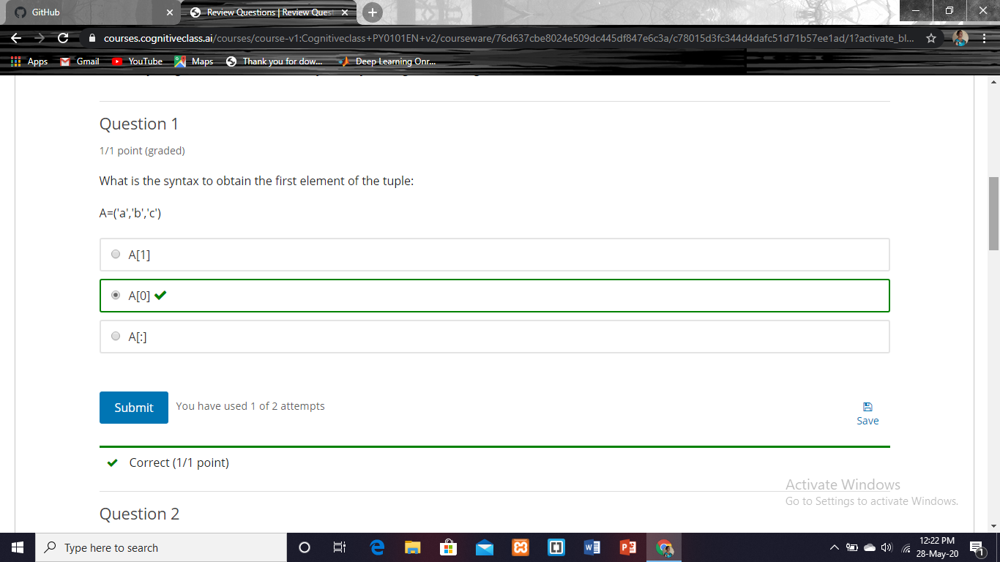 GitHub
Review Questions | Review Ques
courses.cognitiveclass.ai/courses/course-v1:Cognitiveclass+PY0101EN+v2/courseware/76d637cbe8024e509dc445df847e6c3a/c78015d3fc344d4dafc51d71b57ee1ad/1?activate_bl...
Apps Gmail YouTube Maps Thank you for dow... Deep Learning Onr...
Question 1
1/1 point (graded)
What is the syntax to obtain the first element of the tuple:
A=('a','b','c')
A[1]
A[0]
A[:]
Submit You have used 1 of 2 attempts
Save
Correct (1/1 point)
Activate Windows
Go to Settings to activate Windows.
Question 2
Type here to search
12:22 PM
28-May-20
1